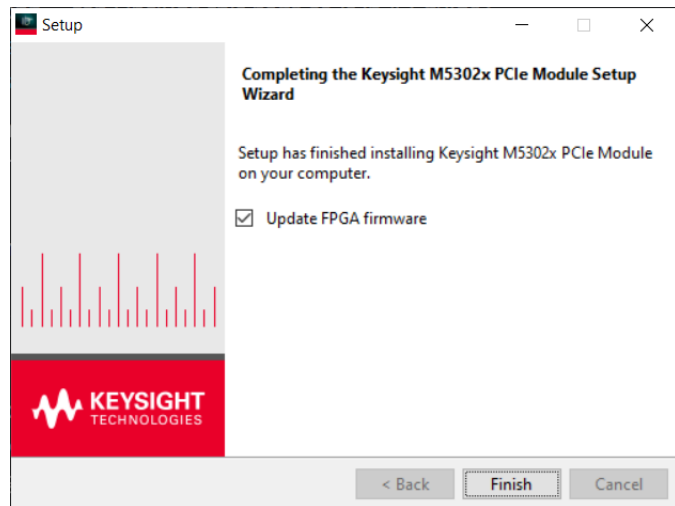 Setup
Completing the Keysight M5302x PCIe Module Setup
Wizard
Setup has finished installing Keysight M5302x PCIe Module
on your computer.
Update FPGA firmware
KEYSIGHT
TECHNOLOGIES
< Back
Finish
Cancel